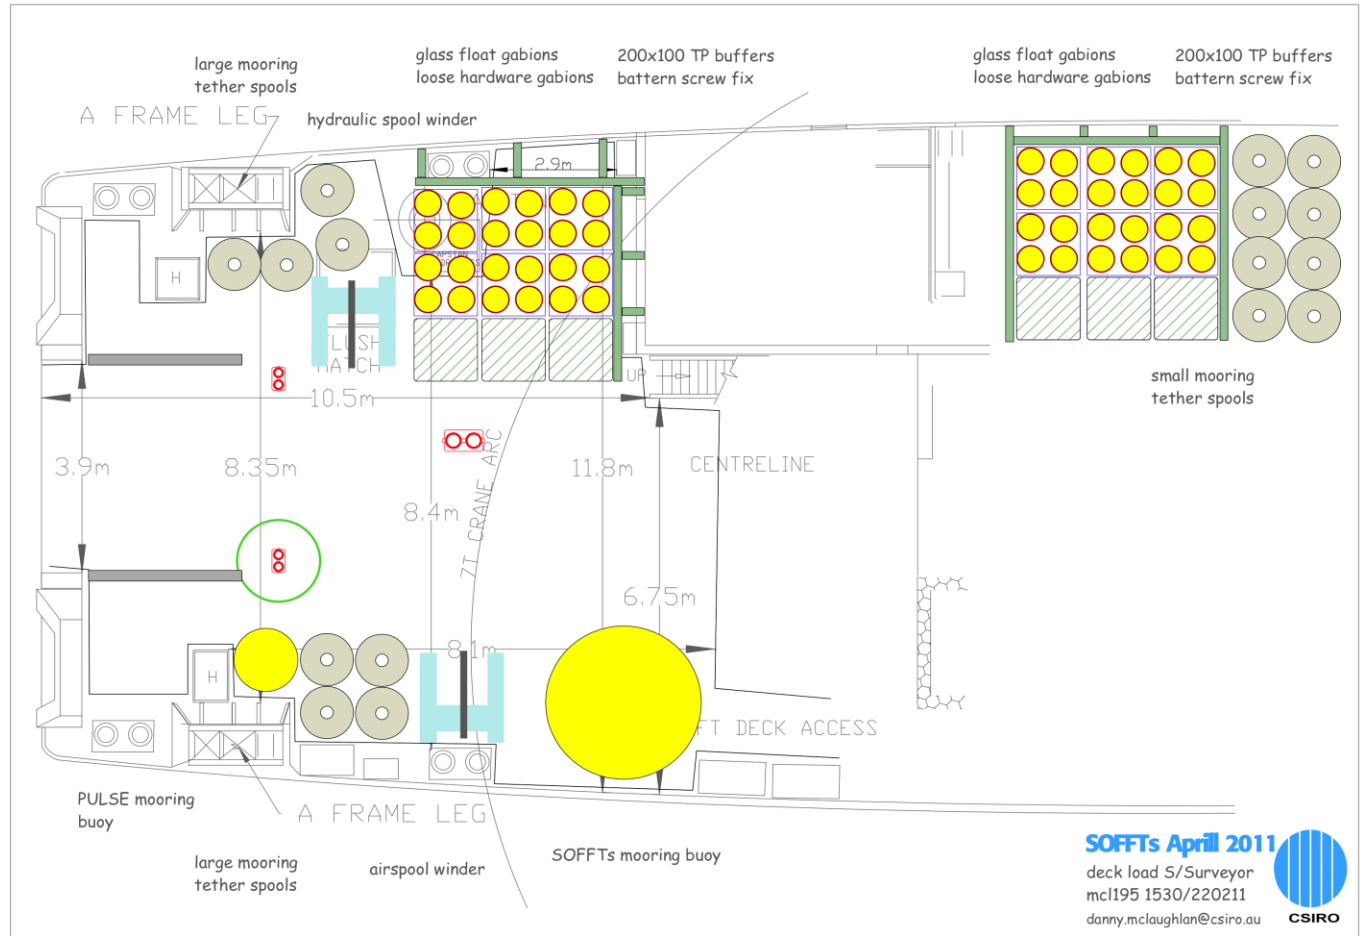 glass float gabions
loose hardware gabions
200x100 TP buffers
battern screw fix
glass float gabions
loose hardware gabions
200x100 TP buffers
battern screw fix
large mooring
tether spools
A FRAME LEG
hydraulic spool winder
2.9m
CAPSTAN
H
FLUSH
HATCH
UP
10.5m
small mooring
tether spools
3.9m
8.35m
11.8m
CENTRELINE
8.4m
7T CRANE ARC
6.75m
8.1m
H
FT DECK ACCESS
PULSE mooring
buoy
A FRAME LEG
large mooring
tether spools
airspool winder
SOFFTs mooring buoy
SOFFTs Aprill 2011
deck load S/Surveyor
mcl195 1530/220211
danny.mclaughlan@csiro.au
CSIRO